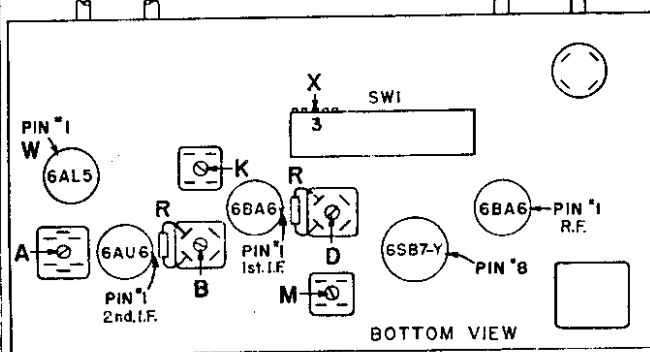 X
SW1
3
PIN #1
W
6AL5
K
R
6BA6
R
6BA6
PIN #1
R.F.
A
6AU6
B
PIN #1
1st. I.F.
D
6SB7-Y
PIN #8
PIN #1
2nd. I.F.
M
BOTTOM VIEW